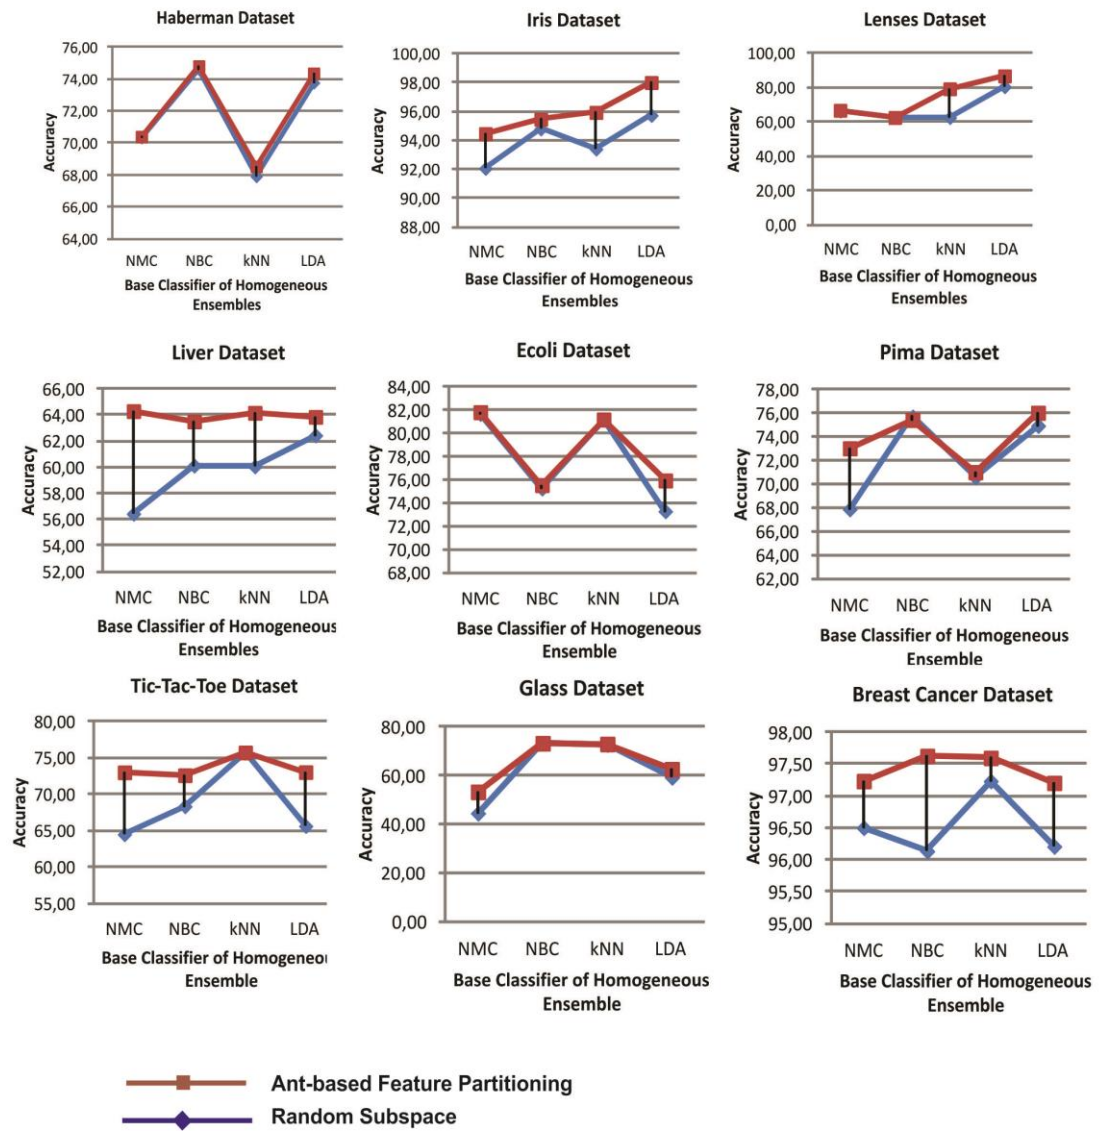 Haberman Dataset
76,00
74,00
72,00
70,00
68,00
66,00
64,00
Accuracy
NMC NBC kNN LDA
Base Classifier of Homogeneous
Ensembles
Iris Dataset
100,00
98,00
96,00
94,00
92,00
90,00
88,00
Accuracy
NMC NBC kNN LDA
Base Classifier of Homogeneous
Ensembles
Lenses Dataset
100,00
80,00
60,00
40,00
20,00
0,00
Accuracy
NMC NBC kNN LDA
Base Classifier of Homogeneous
Ensembles
Liver Dataset
66,00
64,00
62,00
60,00
58,00
56,00
54,00
52,00
Accuracy
NMC NBC kNN LDA
Base Classifier of Homogeneous
Ensembles
Ecoli Dataset
84,00
82,00
80,00
78,00
76,00
74,00
72,00
70,00
68,00
Accuracy
NMC NBC kNN LDA
Base Classifier of Homogeneous
Ensemble
Pima Dataset
78,00
76,00
74,00
72,00
70,00
68,00
66,00
64,00
62,00
Accuracy
NMC NBC kNN LDA
Base Classifier of Homogeneous
Ensemble
Tic-Tac-Toe Dataset
80,00
75,00
70,00
65,00
60,00
55,00
Accuracy
NMC NBC kNN LDA
Base Classifier of Homogeneou
Ensemble
Glass Dataset
80,00
60,00
40,00
20,00
0,00
Accuracy
NMC NBC kNN LDA
Base Classifier of Homogeneous
Ensemble
Breast Cancer Dataset
98,00
97,50
97,00
96,50
96,00
95,50
95,00
Accuracy
NMC NBC kNN LDA
Base Classifier of Homogeneous
Ensemble
Ant-based Feature Partitioning
Random Subspace